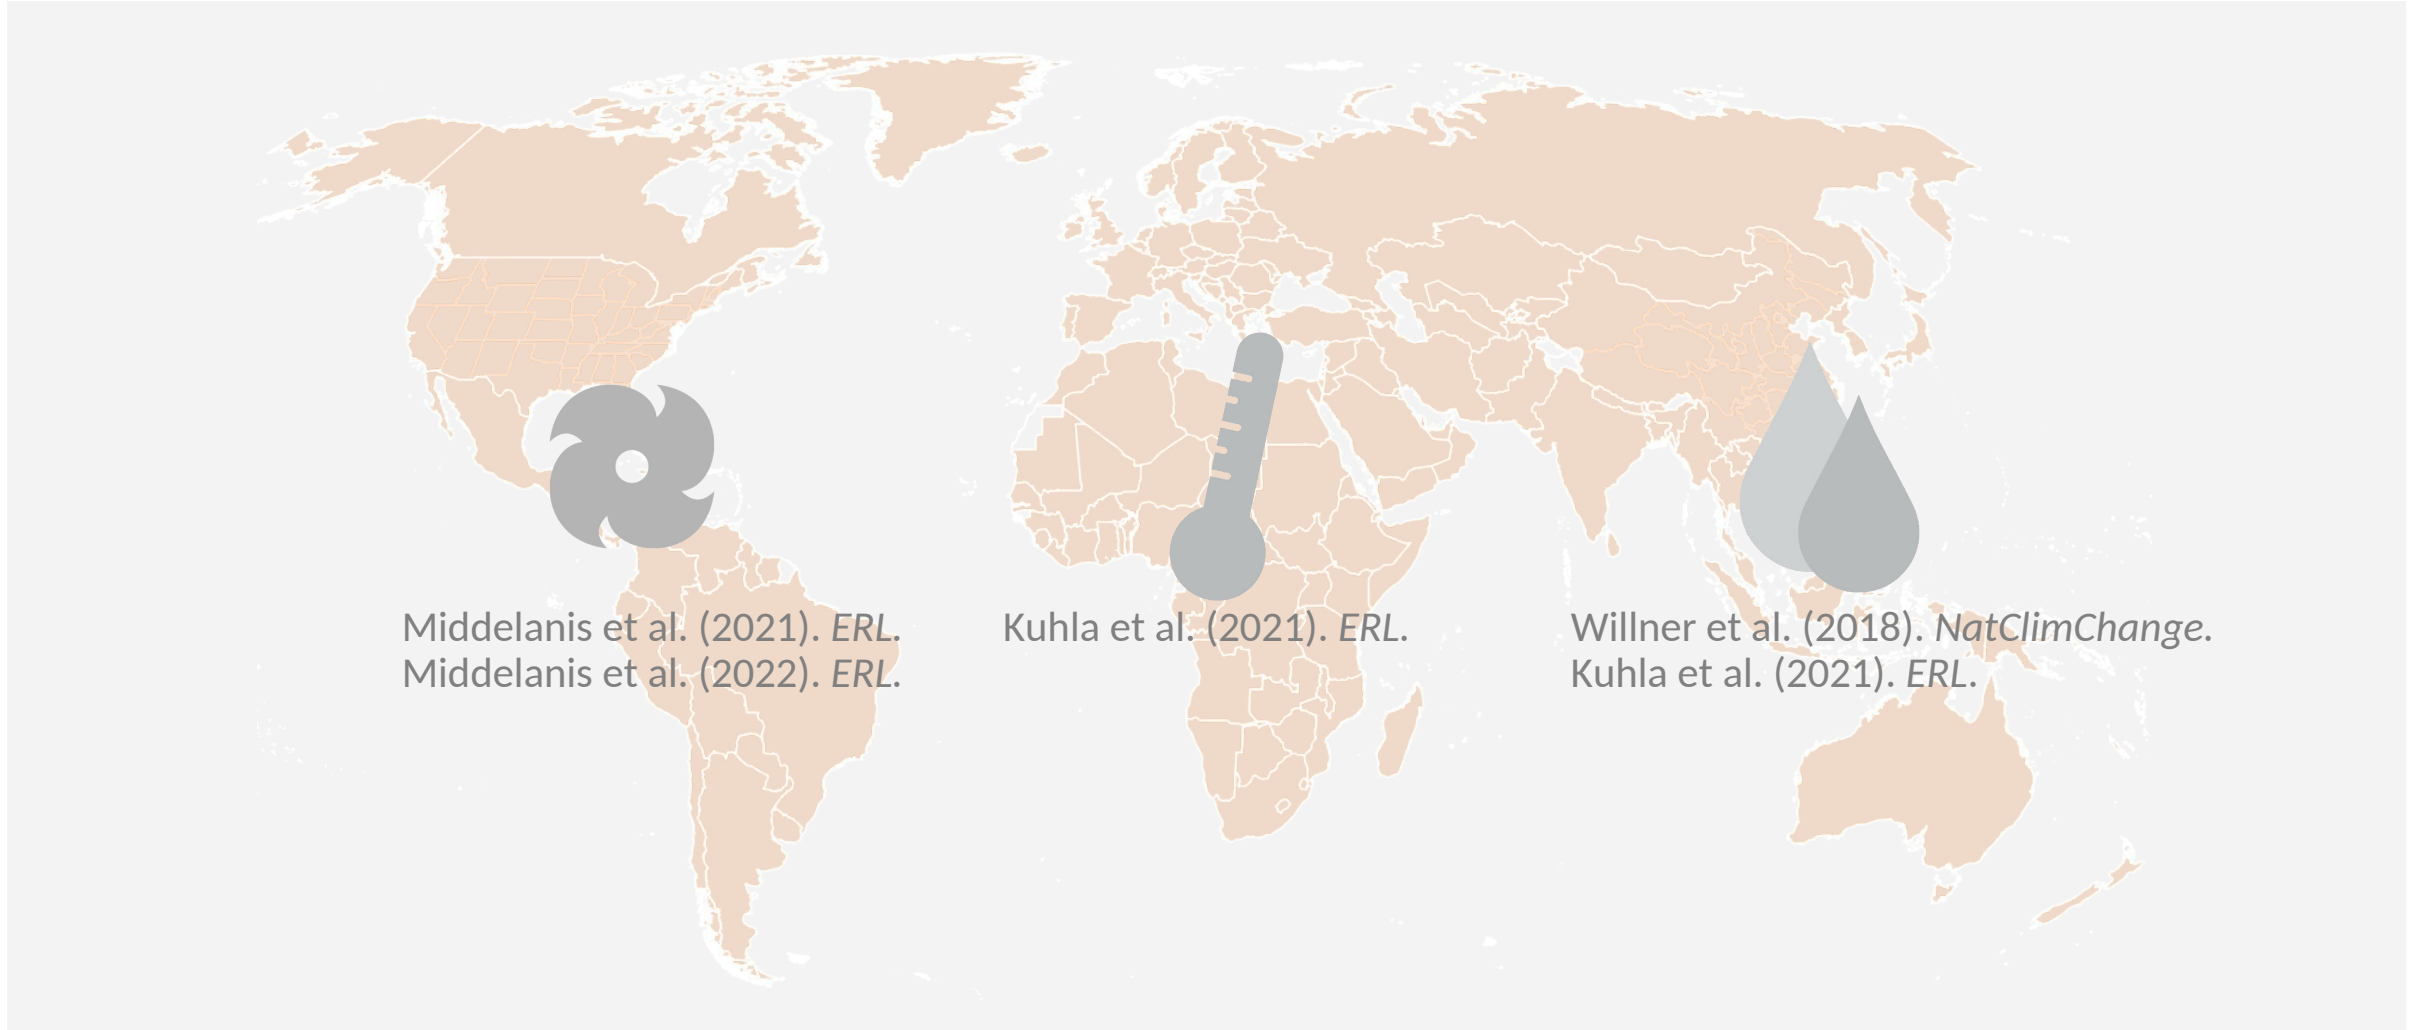 Middelanis et al. (2021). ERL.
Middelanis et al. (2022). ERL.
Kuhla et al. (2021). ERL.
Willner et al. (2018). NatClimChange.
Kuhla et al. (2021). ERL.